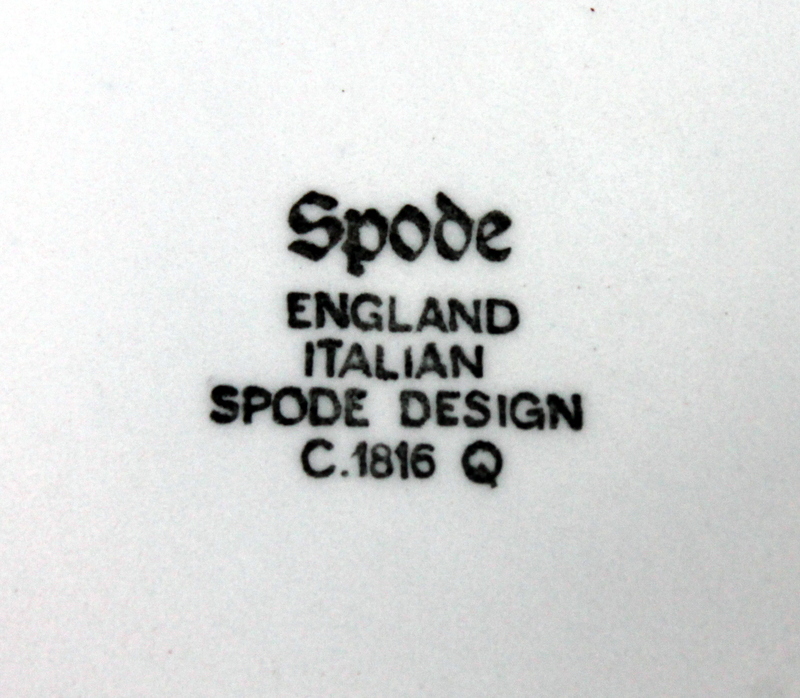 Spode
ENGLAND
ITALIAN
SPODE DESIGN
C.1816 Q